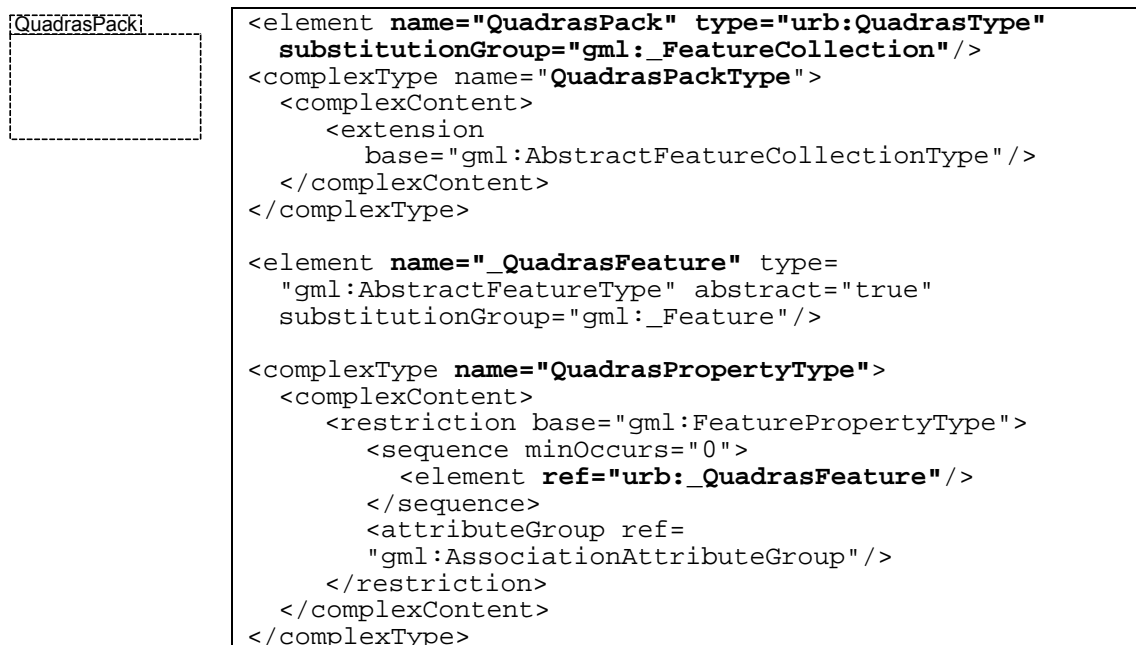 QuadrasPack
<element name="QuadrasPack" type="urb:QuadrasType"
substitutionGroup="gml:_FeatureCollection"/>
<complexType name="QuadrasPackType">
<complexContent>
<extension
base="gml:AbstractFeatureCollectionType"/>
</complexContent>
</complexType>
<element name="_QuadrasFeature" type=
"gml:AbstractFeatureType" abstract="true"
substitutionGroup="gml:_Feature"/>
<complexType name="QuadrasPropertyType">
<complexContent>
<restriction base="gml:FeaturePropertyType">
<sequence minOccurs="0">
<element ref="urb:_QuadrasFeature"/>
</sequence>
<attributeGroup ref=
"gml:AssociationAttributeGroup"/>
</restriction>
</complexContent>
</complexType>